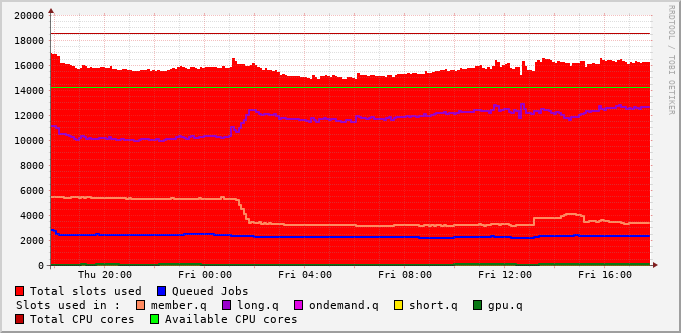 20000
18000
16000
14000
12000
10000
8000
6000
4000
2000
0
Thu 20:00 Fri 00:00 Fri 04:00 Fri 08:00 Fri 12:00 Fri 16:00
Total slots used Queued Jobs
Slots used in : member.q long.q ondemand.q short.q gpu.q
Total CPU cores Available CPU cores
RRDTOOL / TOBI OETIKER